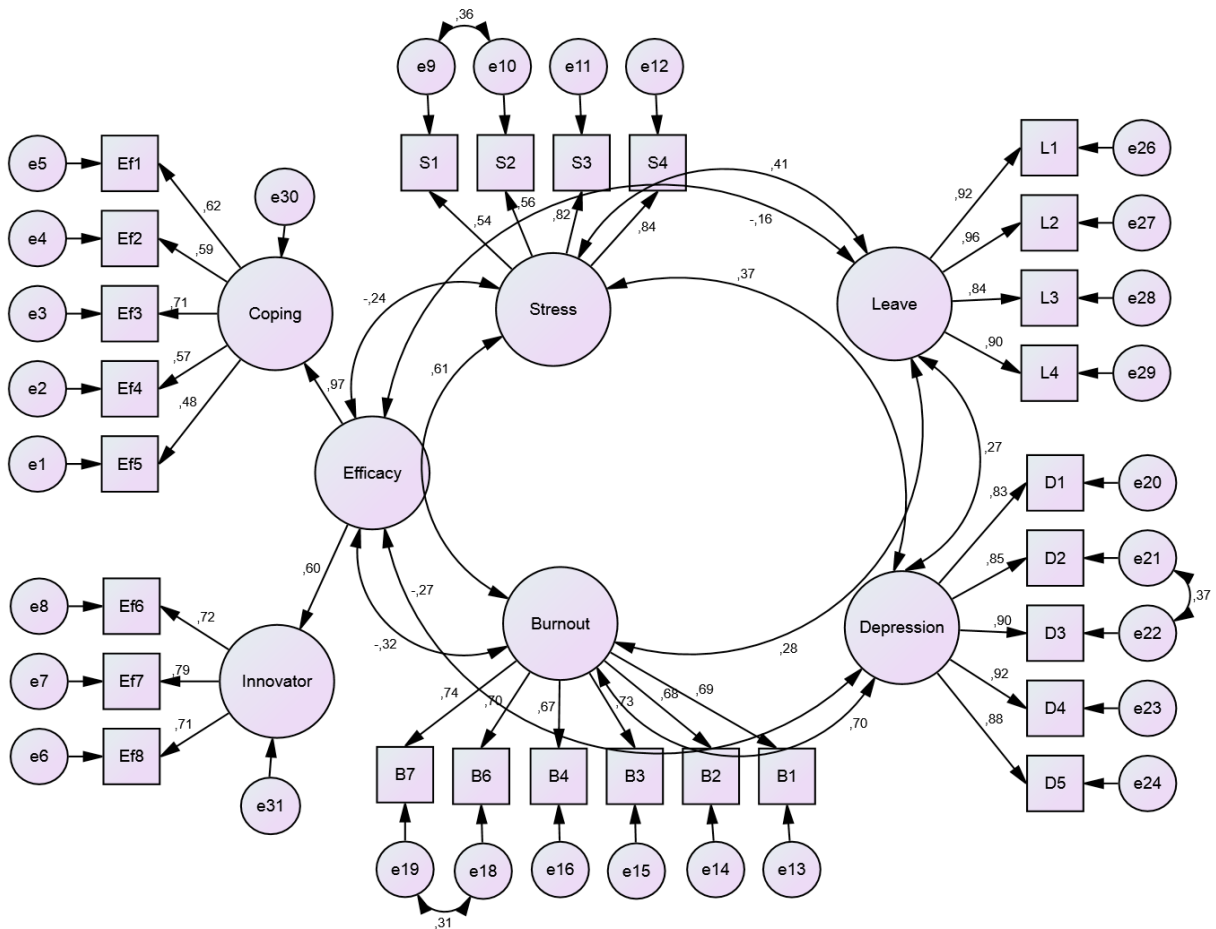 ,36
e9
e10
e11
e12
S1
S2
S3
S4
,54
,56
,82
,84
,41
-,16
e5
Ef1
e4
Ef2
e3
Ef3
e2
Ef4
e1
Ef5
,62
,59
,71
,57
,48
e30
Coping
-,24
Stress
,37
,61
,97
Efficacy
Leave
,92
,96
,84
,90
L1
e26
L2
e27
L3
e28
L4
e29
,27
,60
-,27
-,32
e8
Ef6
e7
Ef7
e6
Ef8
,72
,79
,71
Innovator
e31
Burnout
,28
,74
,70
,67
,73
,68
,69
,70
B7
B6
B4
B3
B2
B1
e19
e18
e16
e15
e14
e13
,31
Depression
,83
,85
,90
,92
,88
D1
e20
D2
e21
D3
e22
,37
D4
e23
D5
e24